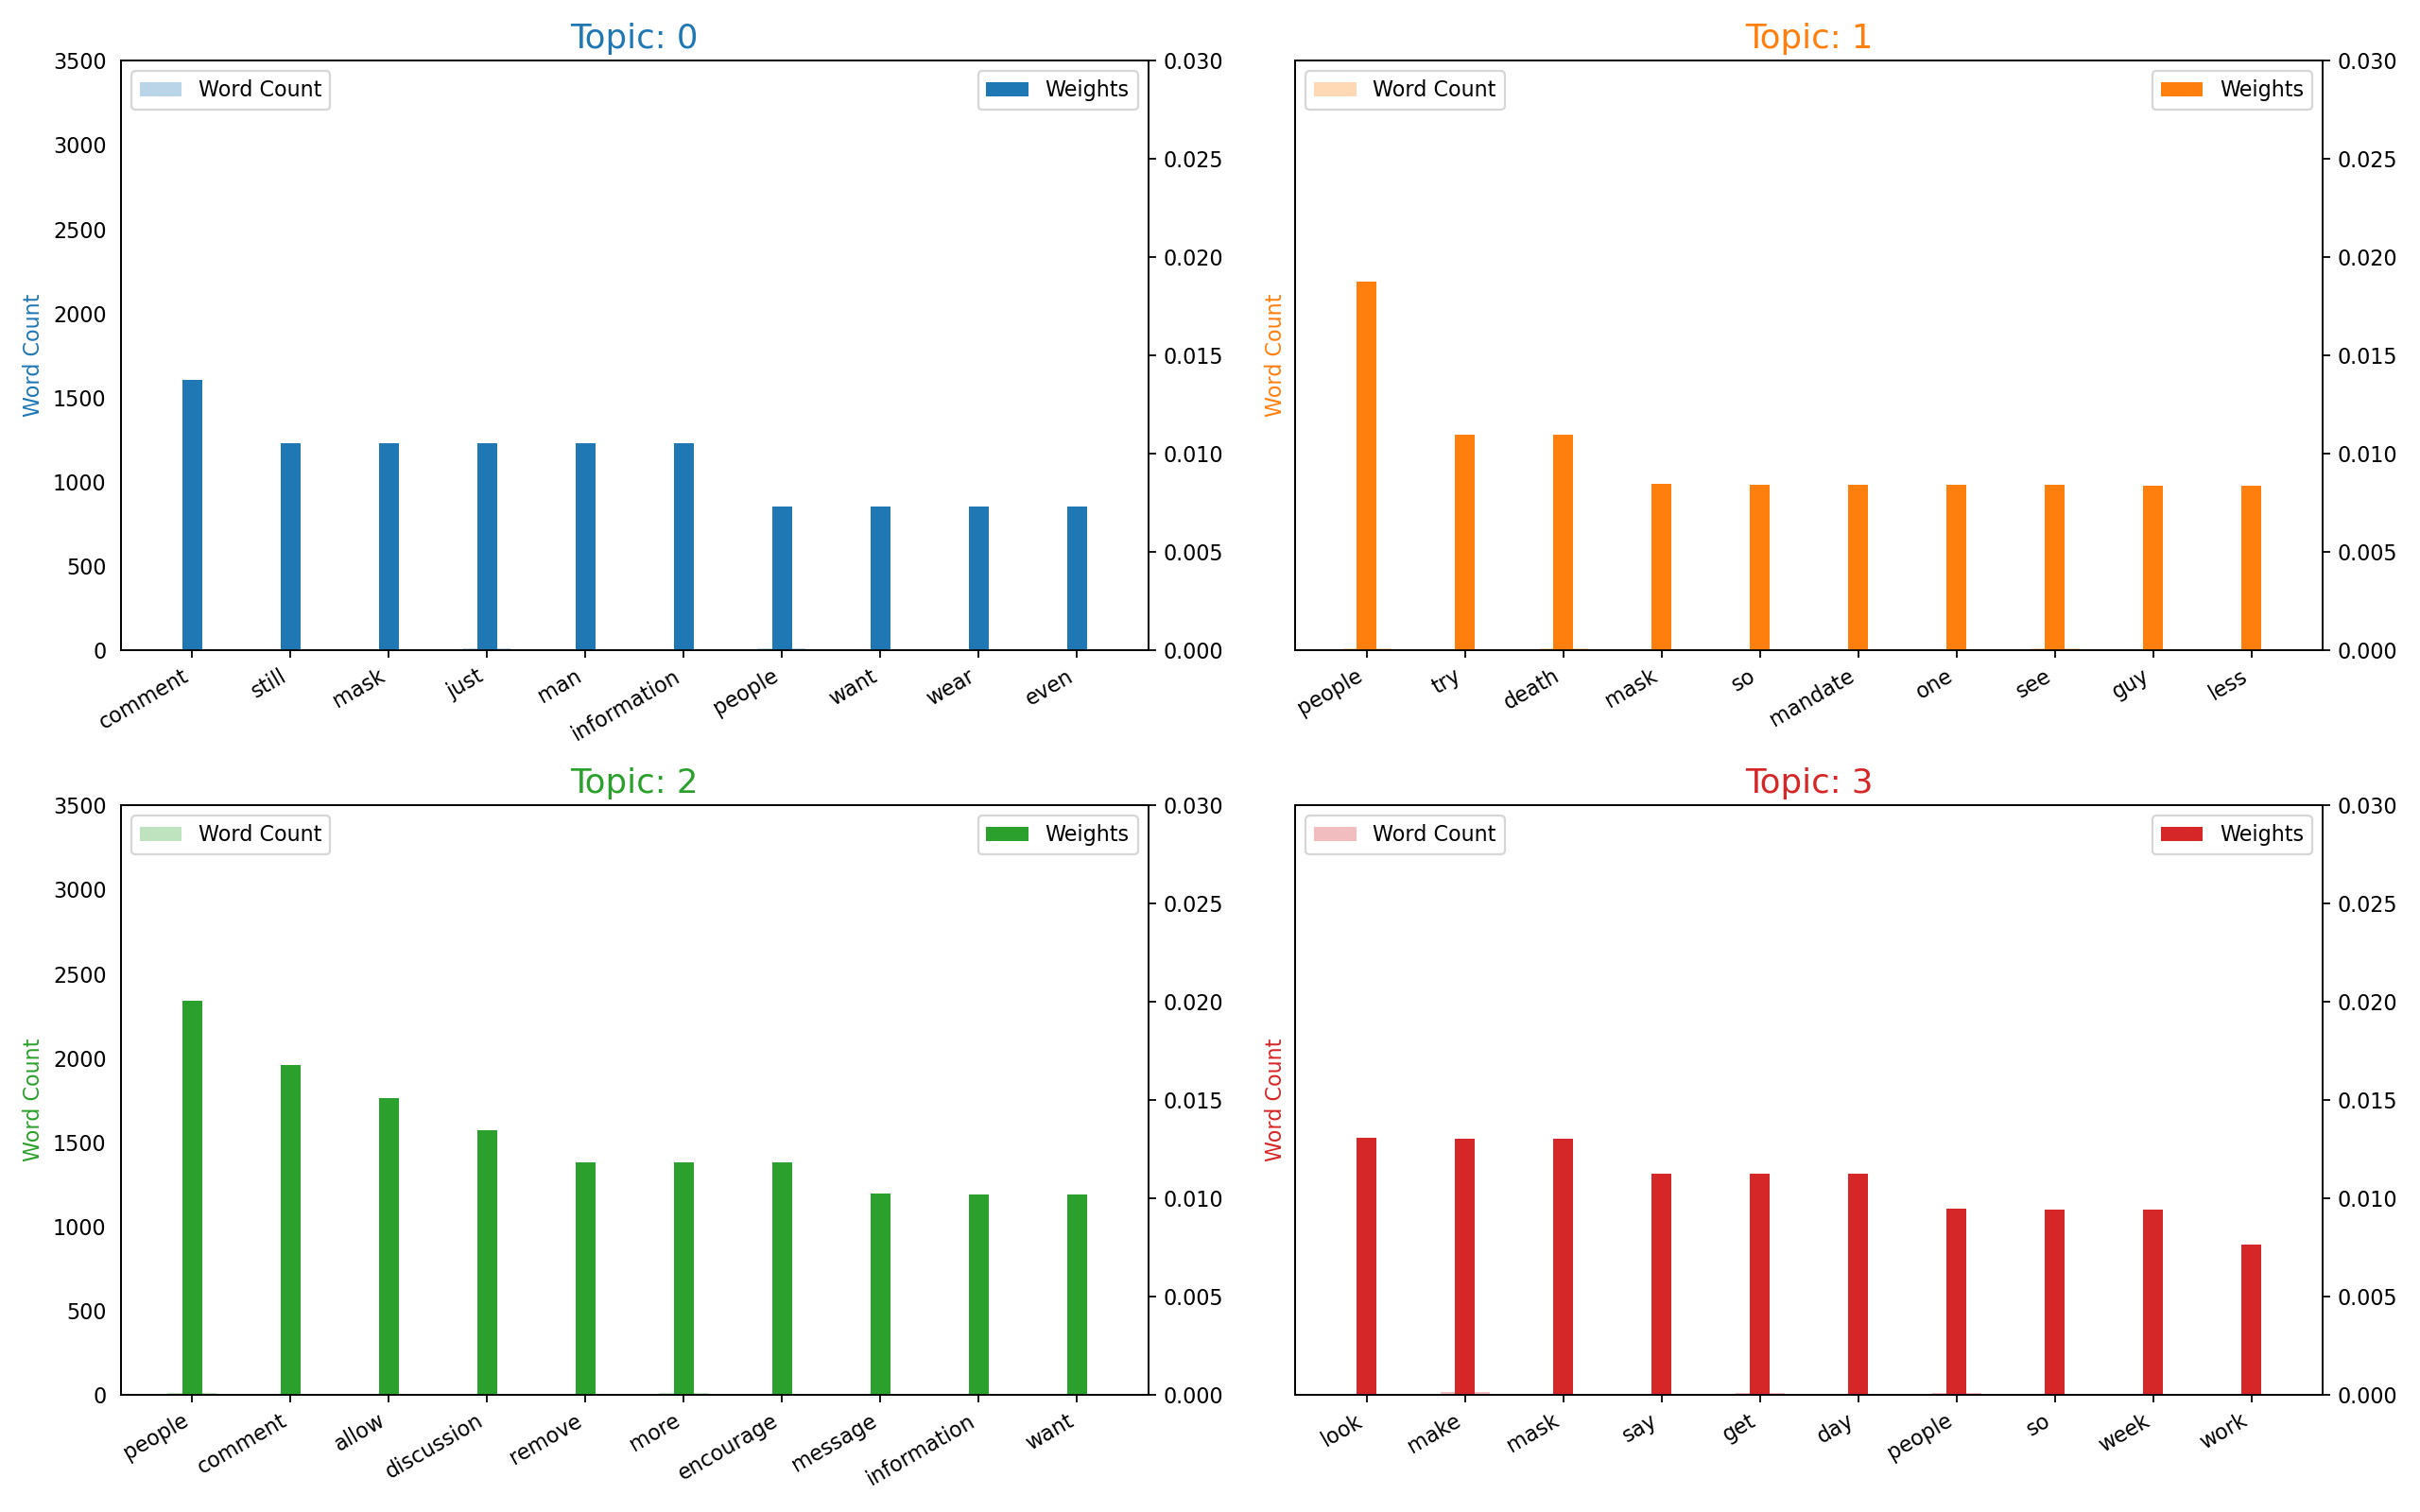 Topic: 0
Word Count
Weights
3500
3000
2500
2000
1500
1000
500
0
0.030
0.025
0.020
0.015
0.010
0.005
0.000
Word Count
comment
still
mask
just
man
information
people
want
wear
even
Topic: 1
Word Count
Weights
0.030
0.025
0.020
0.015
0.010
0.005
0.000
Word Count
people
try
death
mask
so
mandate
one
see
guy
less
Topic: 2
Word Count
Weights
3500
3000
2500
2000
1500
1000
500
0
0.030
0.025
0.020
0.015
0.010
0.005
0.000
Word Count
people
comment
allow
discussion
remove
more
encourage
message
information
want
Topic: 3
Word Count
Weights
0.030
0.025
0.020
0.015
0.010
0.005
0.000
Word Count
look
make
mask
say
get
day
people
so
week
work